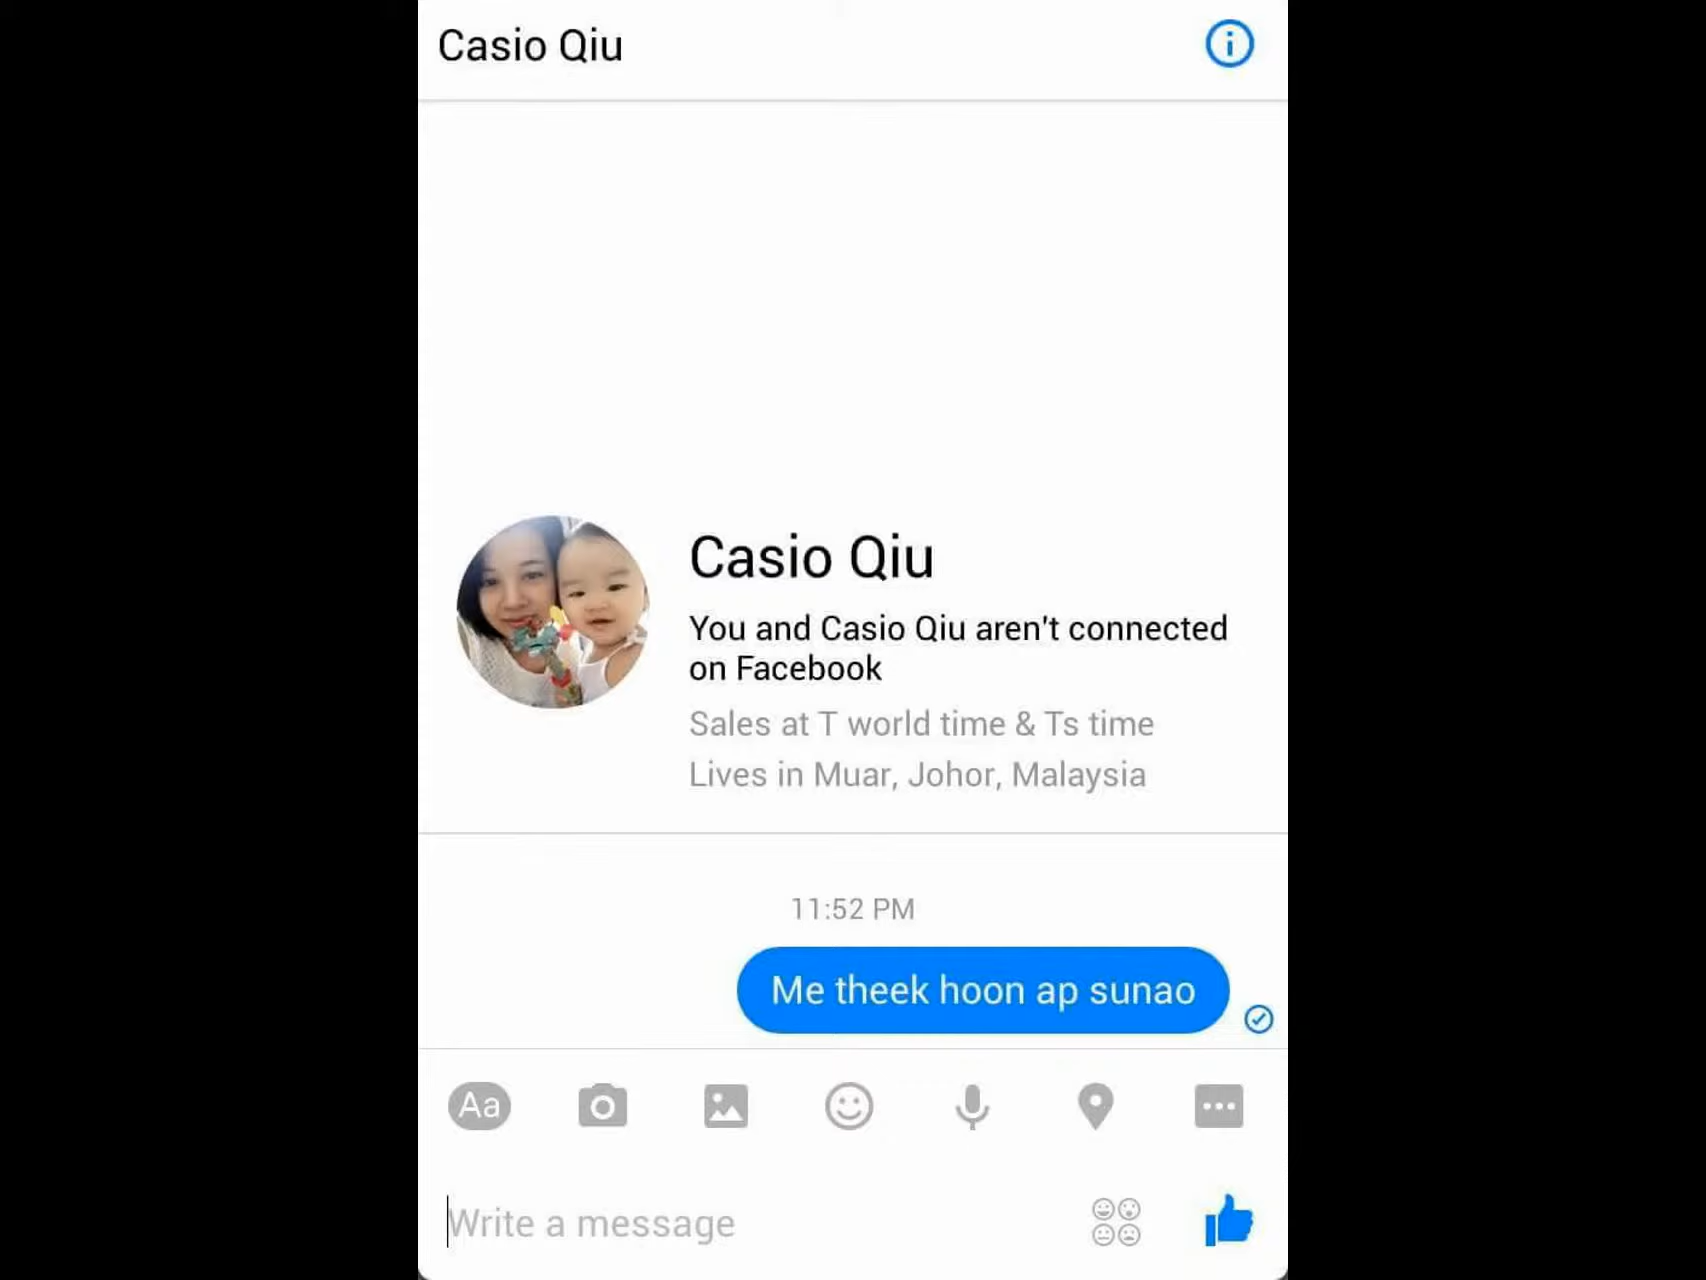 Casio Qiu
Casio Qiu
You and Casio Qiu aren't connected
on Facebook
Sales at T world time & Ts time
Lives in Muar, Johor, Malaysia
11:52 PM
Me theek hoon ap sunao
Aa
Write a message